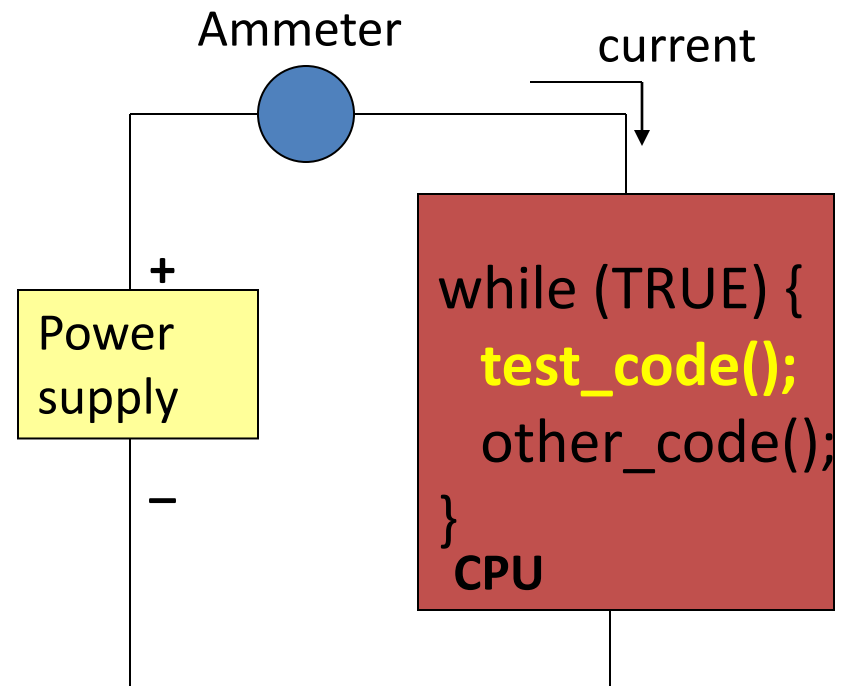 Ammeter
current
+
Power
supply
–
while (TRUE) {
test_code();
other_code();
}
CPU